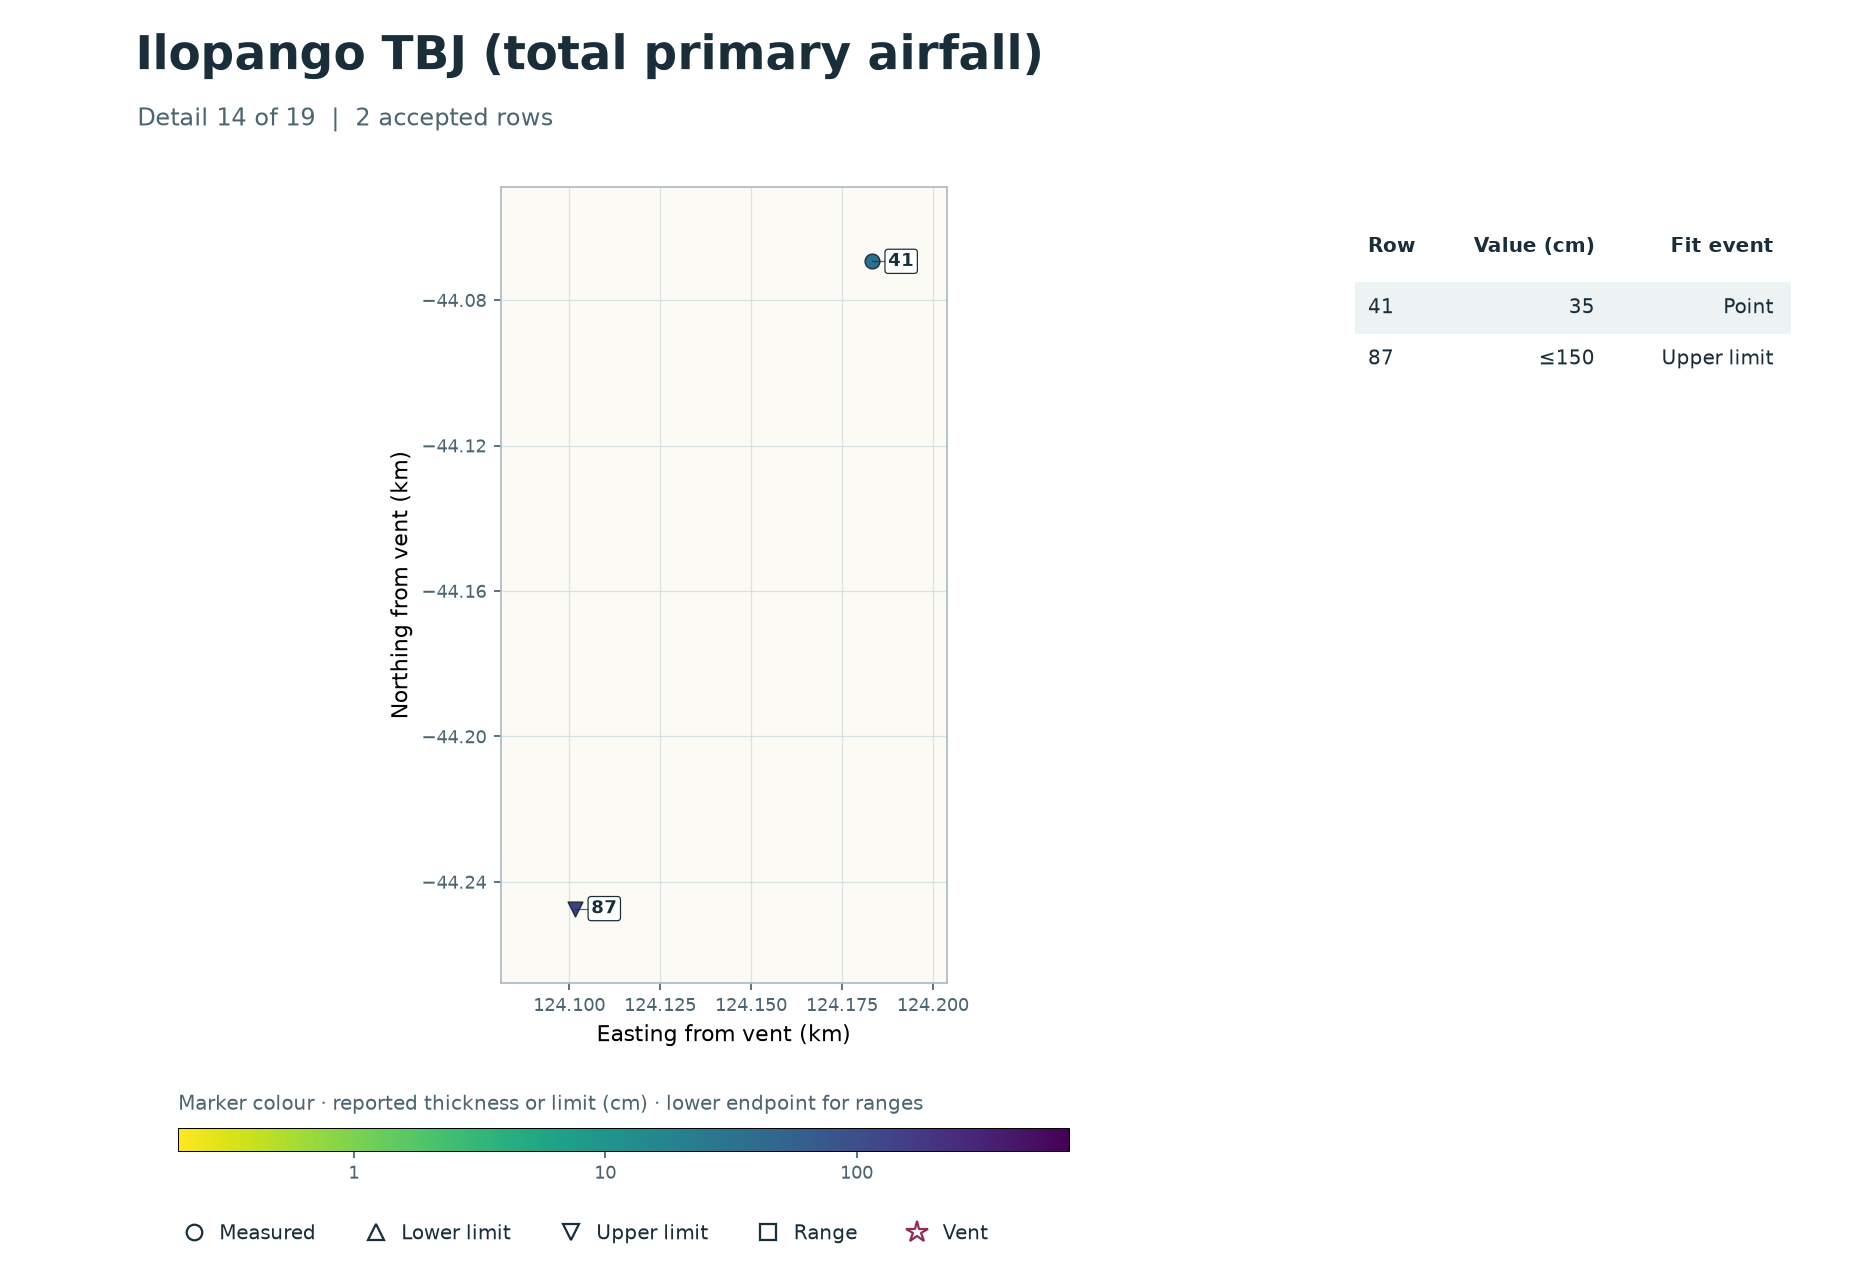 Ilopango TBJ (total primary airfall)
Detail 14 of 19 | 2 accepted rows
Row Value (cm) Fit event
41 35 Point
87 ≤150 Upper limit
Northing from vent (km)
−44.08
−44.12
−44.16
−44.20
−44.24
41
87
124.100 124.125 124.150 124.175 124.200
Easting from vent (km)
Marker colour · reported thickness or limit (cm) · lower endpoint for ranges
1 10 100
Measured Lower limit Upper limit Range Vent